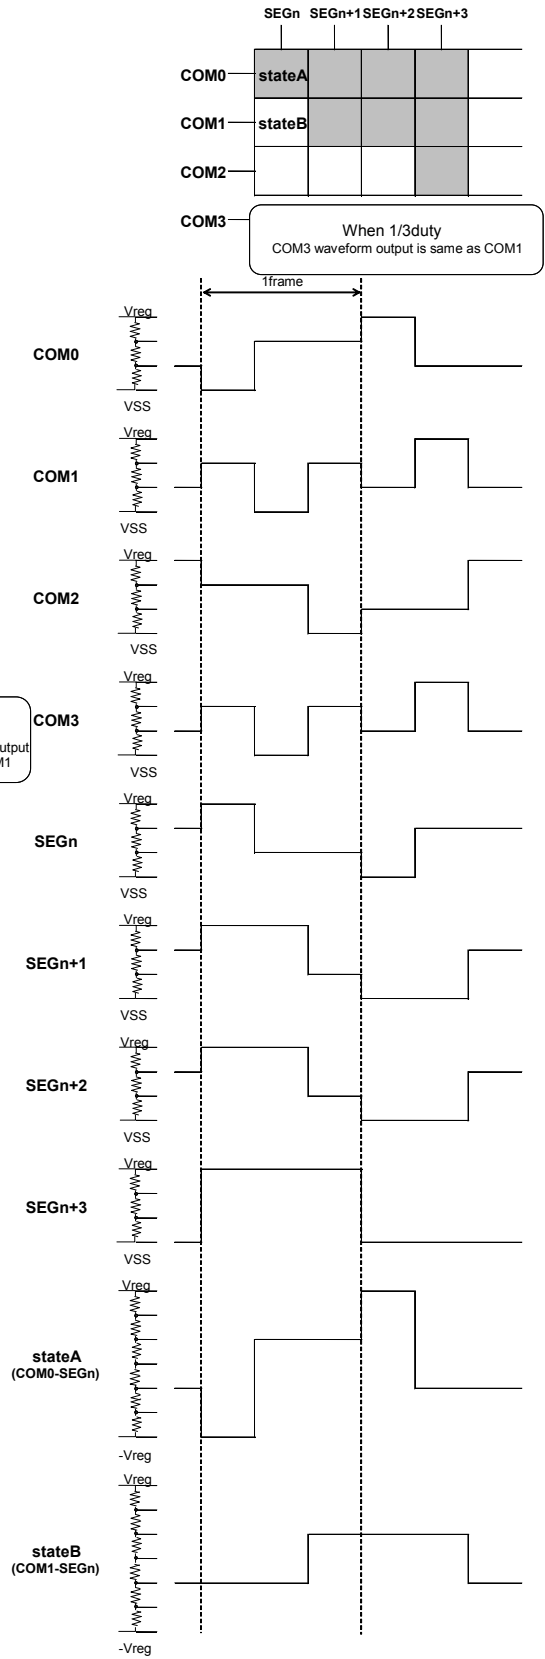 SEGn SEGn+1 SEGn+2 SEGn+3
COM0 stateA
COM1 stateB
COM2
COM3
When 1/3duty
COM3 waveform output is same as COM1
1frame
Vreg
COM0
VSS
Vreg
COM1
VSS
Vreg
COM2
VSS
Vreg
COM3
utput
M1
VSS
Vreg
SEGn
VSS
Vreg
SEGn+1
VSS
Vreg
SEGn+2
VSS
Vreg
SEGn+3
VSS
Vreg
stateA
(COM0-SEGn)
-Vreg
Vreg
stateB
(COM1-SEGn)
-Vreg